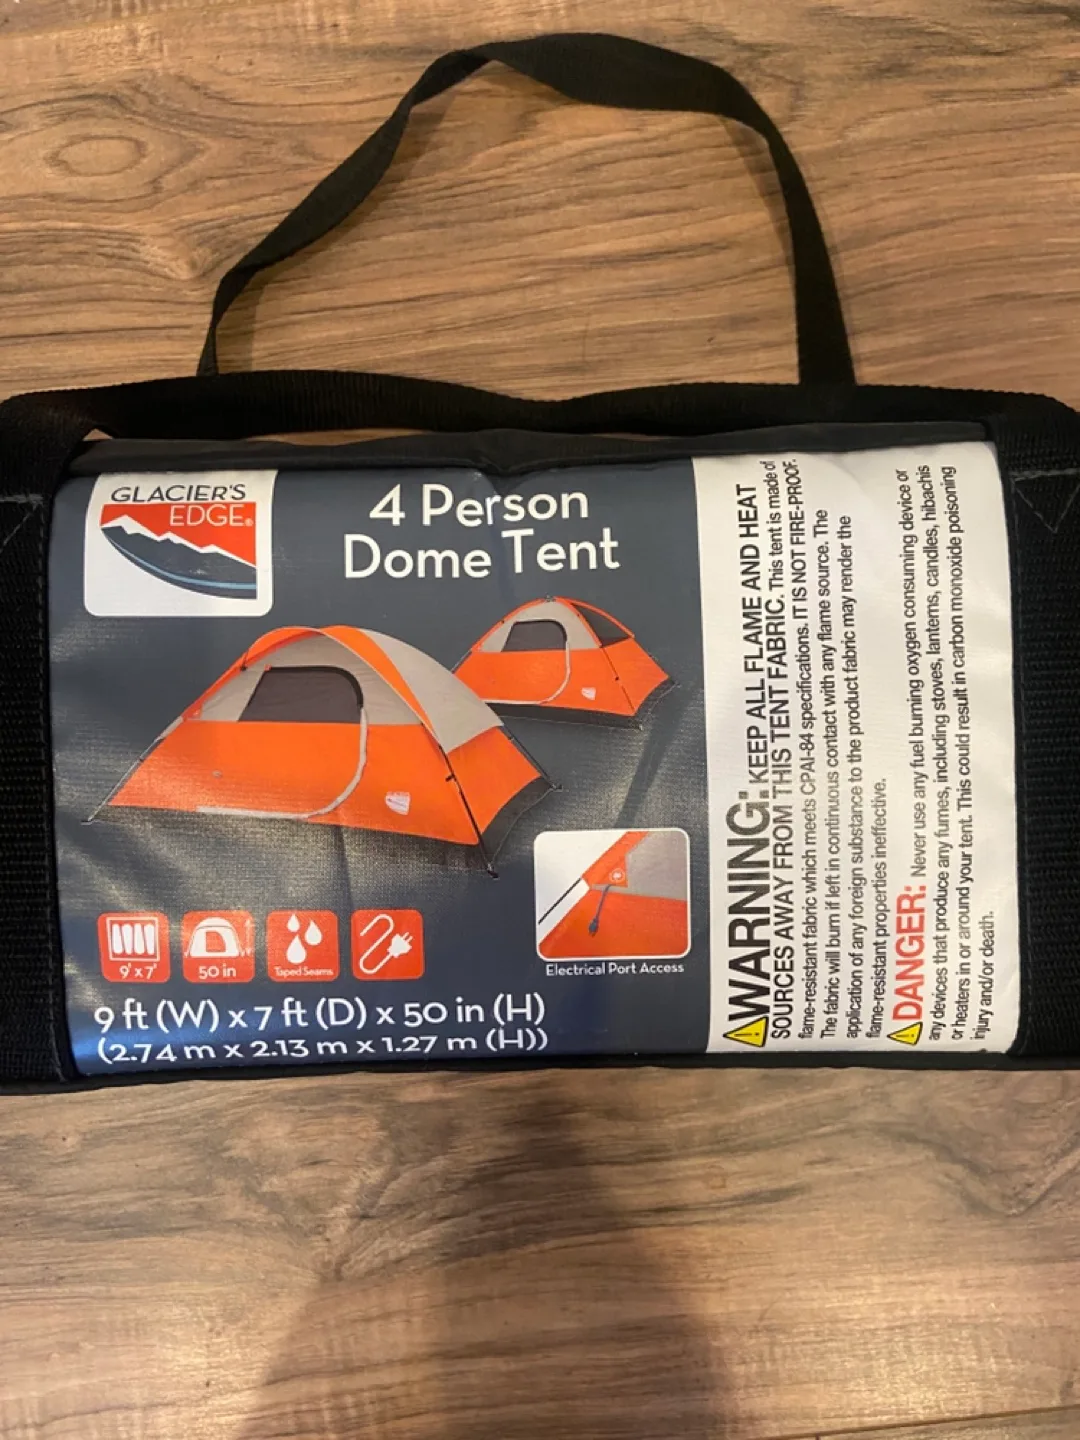 GLACIER'S
EDGE®
4 Person
Dome Tent
9' x 7'
50 in
Taped Seams
Electrical Port Access
9 ft (W) x 7 ft (D) x 50 in (H)
(2.74 m x 2.13 m x 1.27 m (H))
WARNING: KEEP ALL FLAME AND HEAT
SOURCES AWAY FROM THIS TENT FABRIC. This tent is made of
flame-resistant fabric which meets CPAI-84 specifications. IT IS NOT FIRE-PROOF.
The fabric will burn if left in continuous contact with any flame source. The
application of any foreign substance to the product fabric may render the
flame-resistant properties ineffective.
DANGER: Never use any fuel burning oxygen consuming device or
any devices that produce any fumes, including stoves, lanterns, candles, hibachis
or heaters in or around your tent. This could result in carbon monoxide poisoning
injury and/or death.